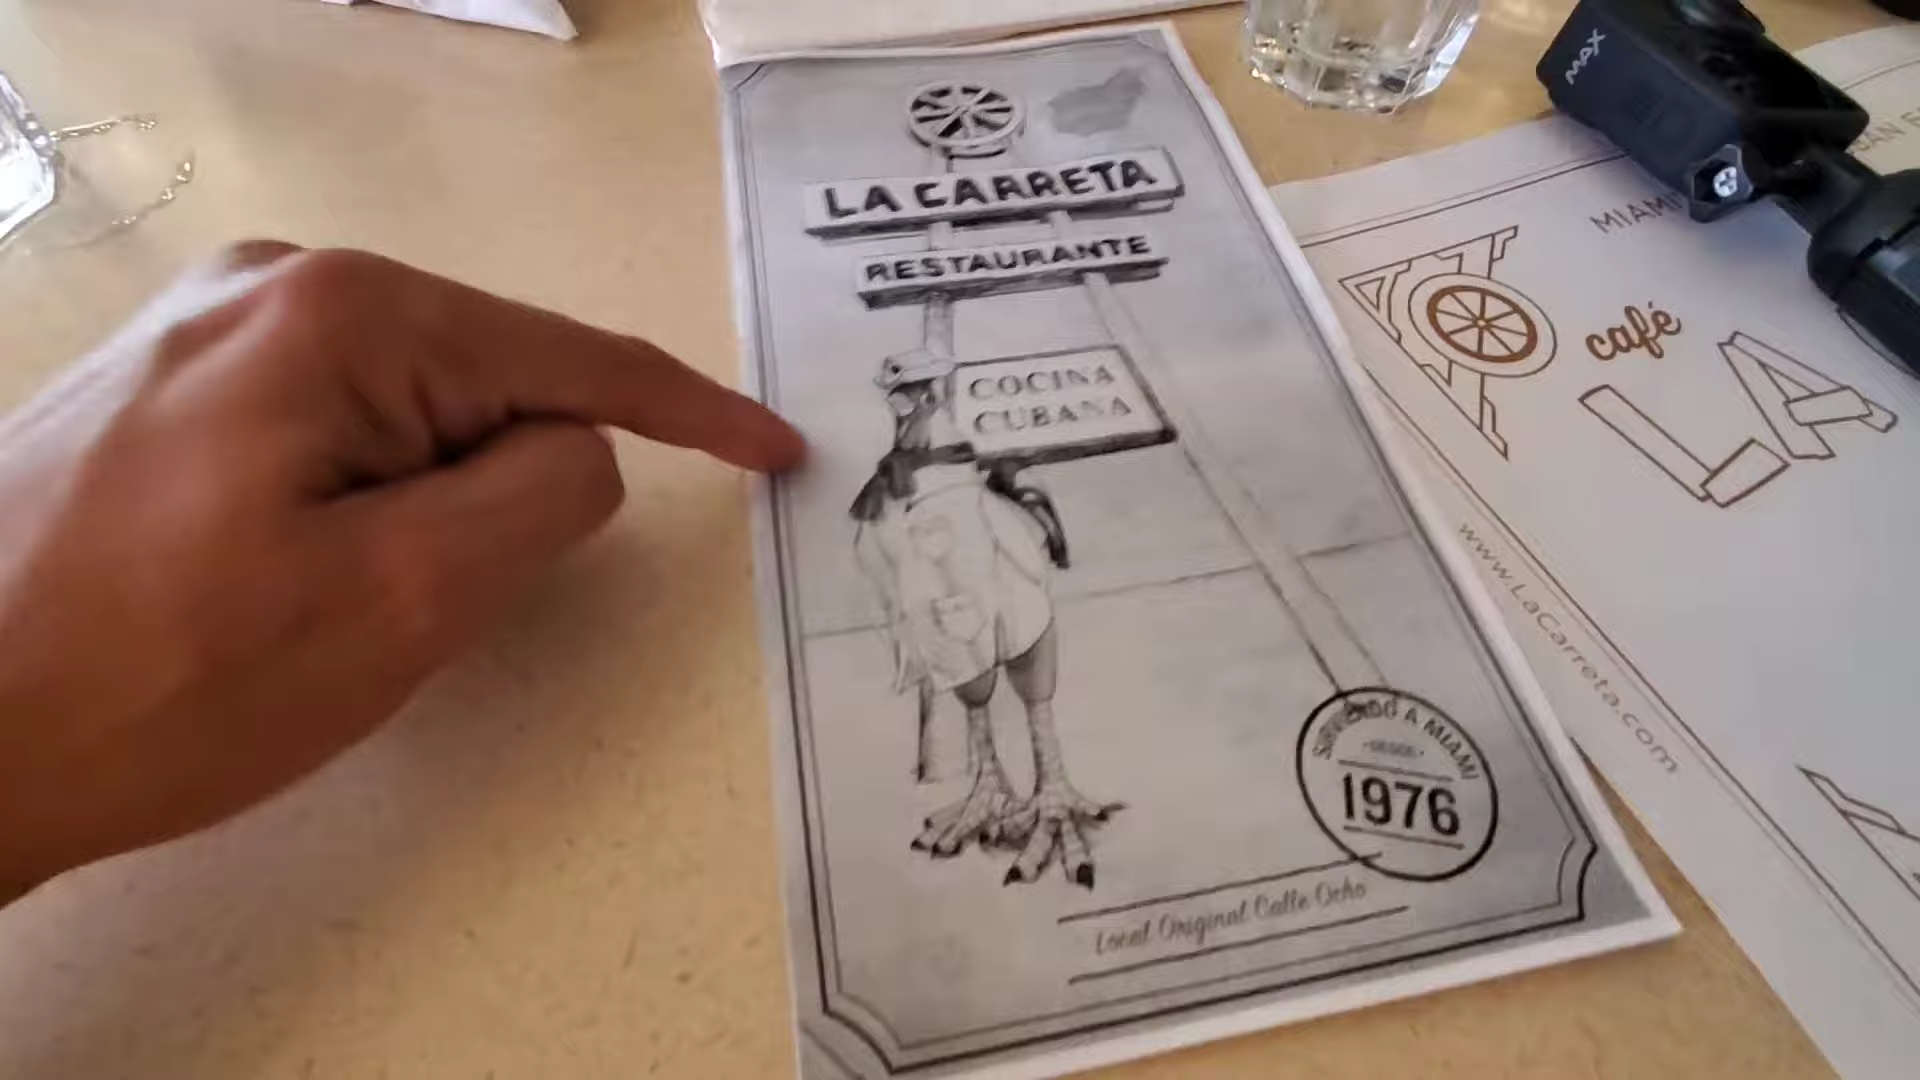 LA CARRETA
RESTAURANTE
COCINA
CUBANA
SIRVIENDO A MIAMI
1976
Local Original Calle Ocho
MAX
MIAMI
café
LA
www.LaCarreta.com